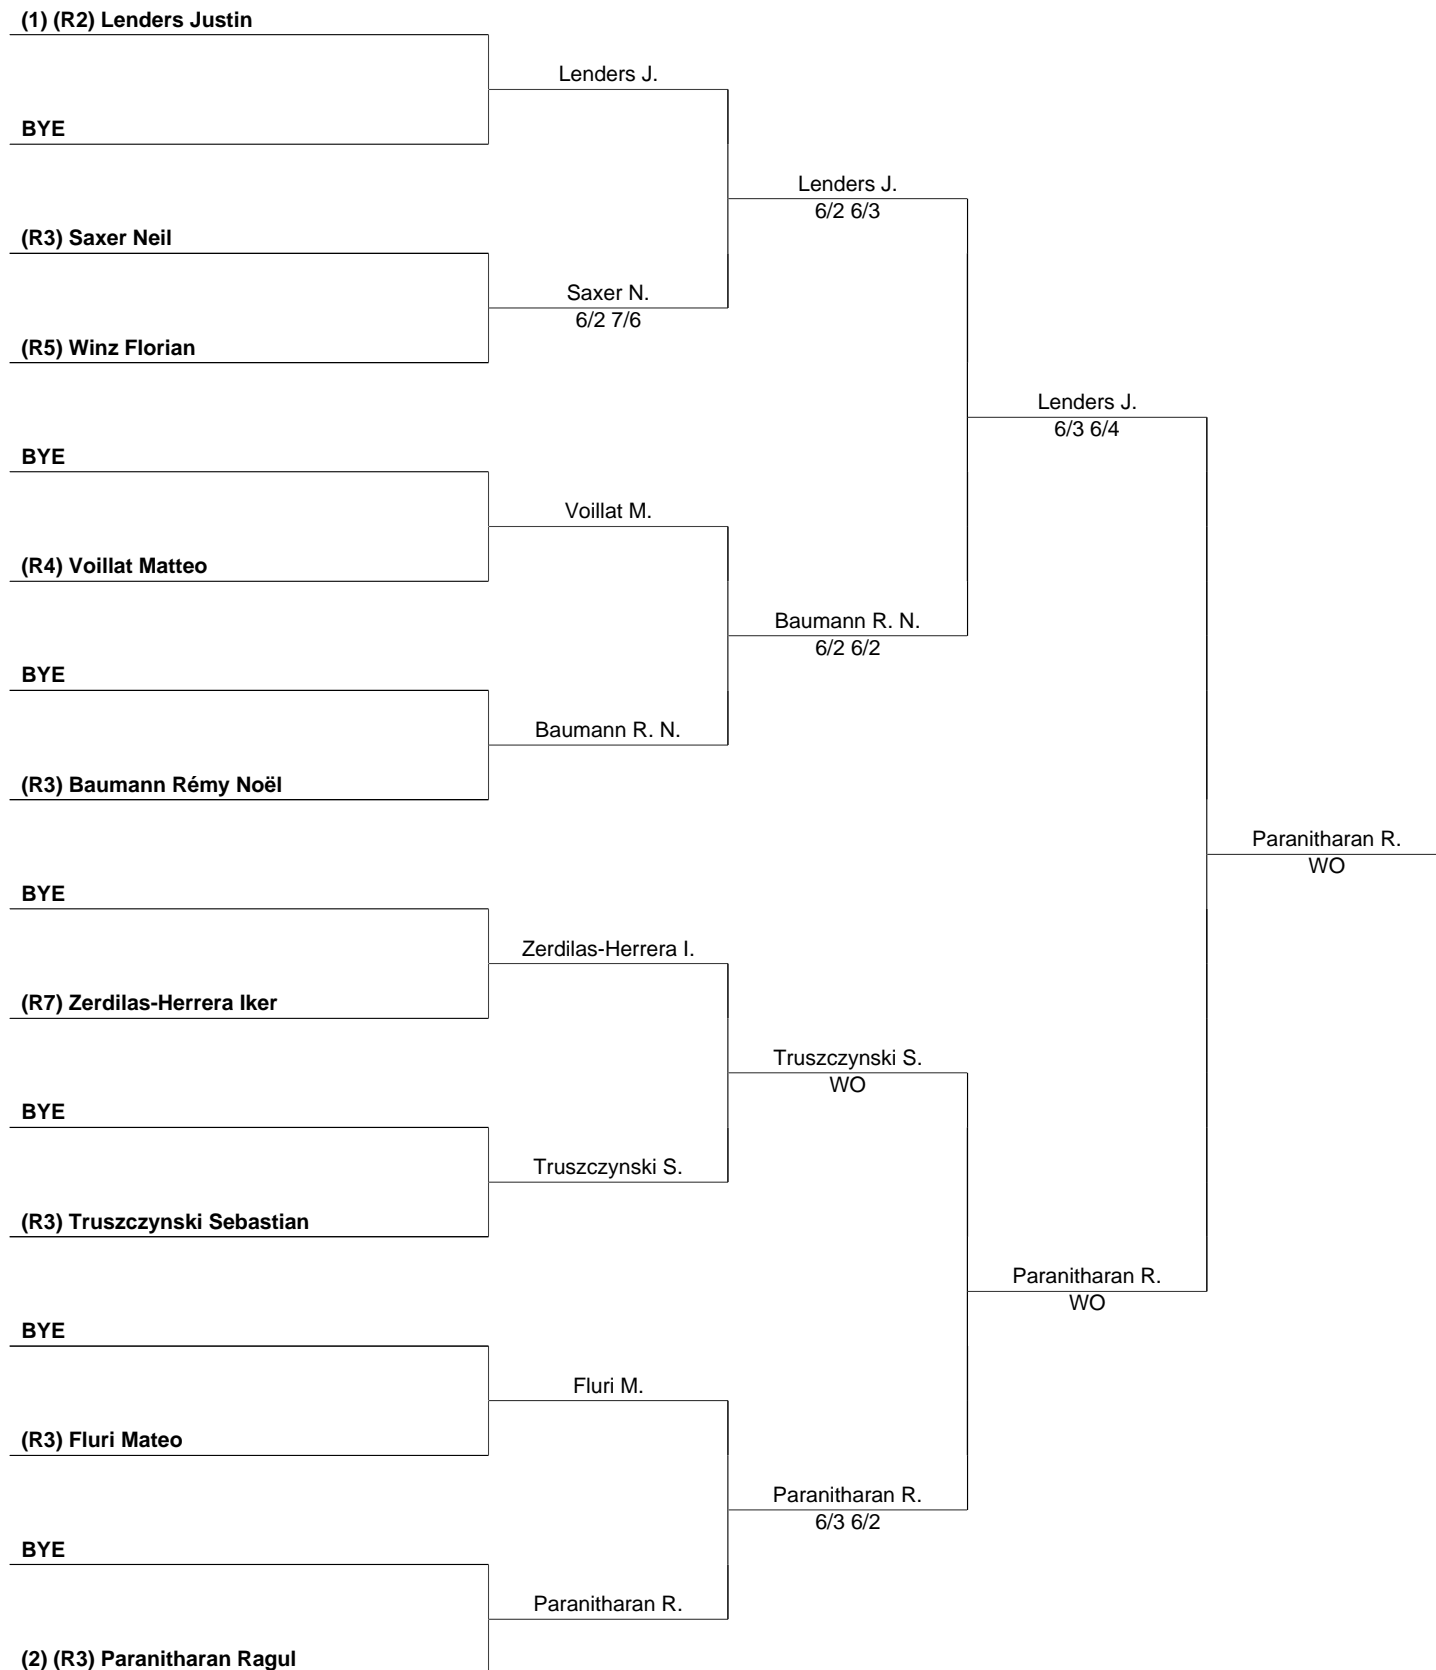 (1) (R2) Lenders Justin
Lenders J.
BYE
Lenders J.
6/2 6/3
(R3) Saxer Neil
Saxer N.
6/2 7/6
(R5) Winz Florian
Lenders J.
6/3 6/4
BYE
Voillat M.
(R4) Voillat Matteo
Baumann R. N.
6/2 6/2
BYE
Baumann R. N.
(R3) Baumann Rémy Noël
Paranitharan R.
WO
BYE
Zerdilas-Herrera I.
(R7) Zerdilas-Herrera Iker
Truszczynski S.
WO
BYE
Truszczynski S.
(R3) Truszczynski Sebastian
Paranitharan R.
WO
BYE
Fluri M.
(R3) Fluri Mateo
Paranitharan R.
6/3 6/2
BYE
Paranitharan R.
(2) (R3) Paranitharan Ragul